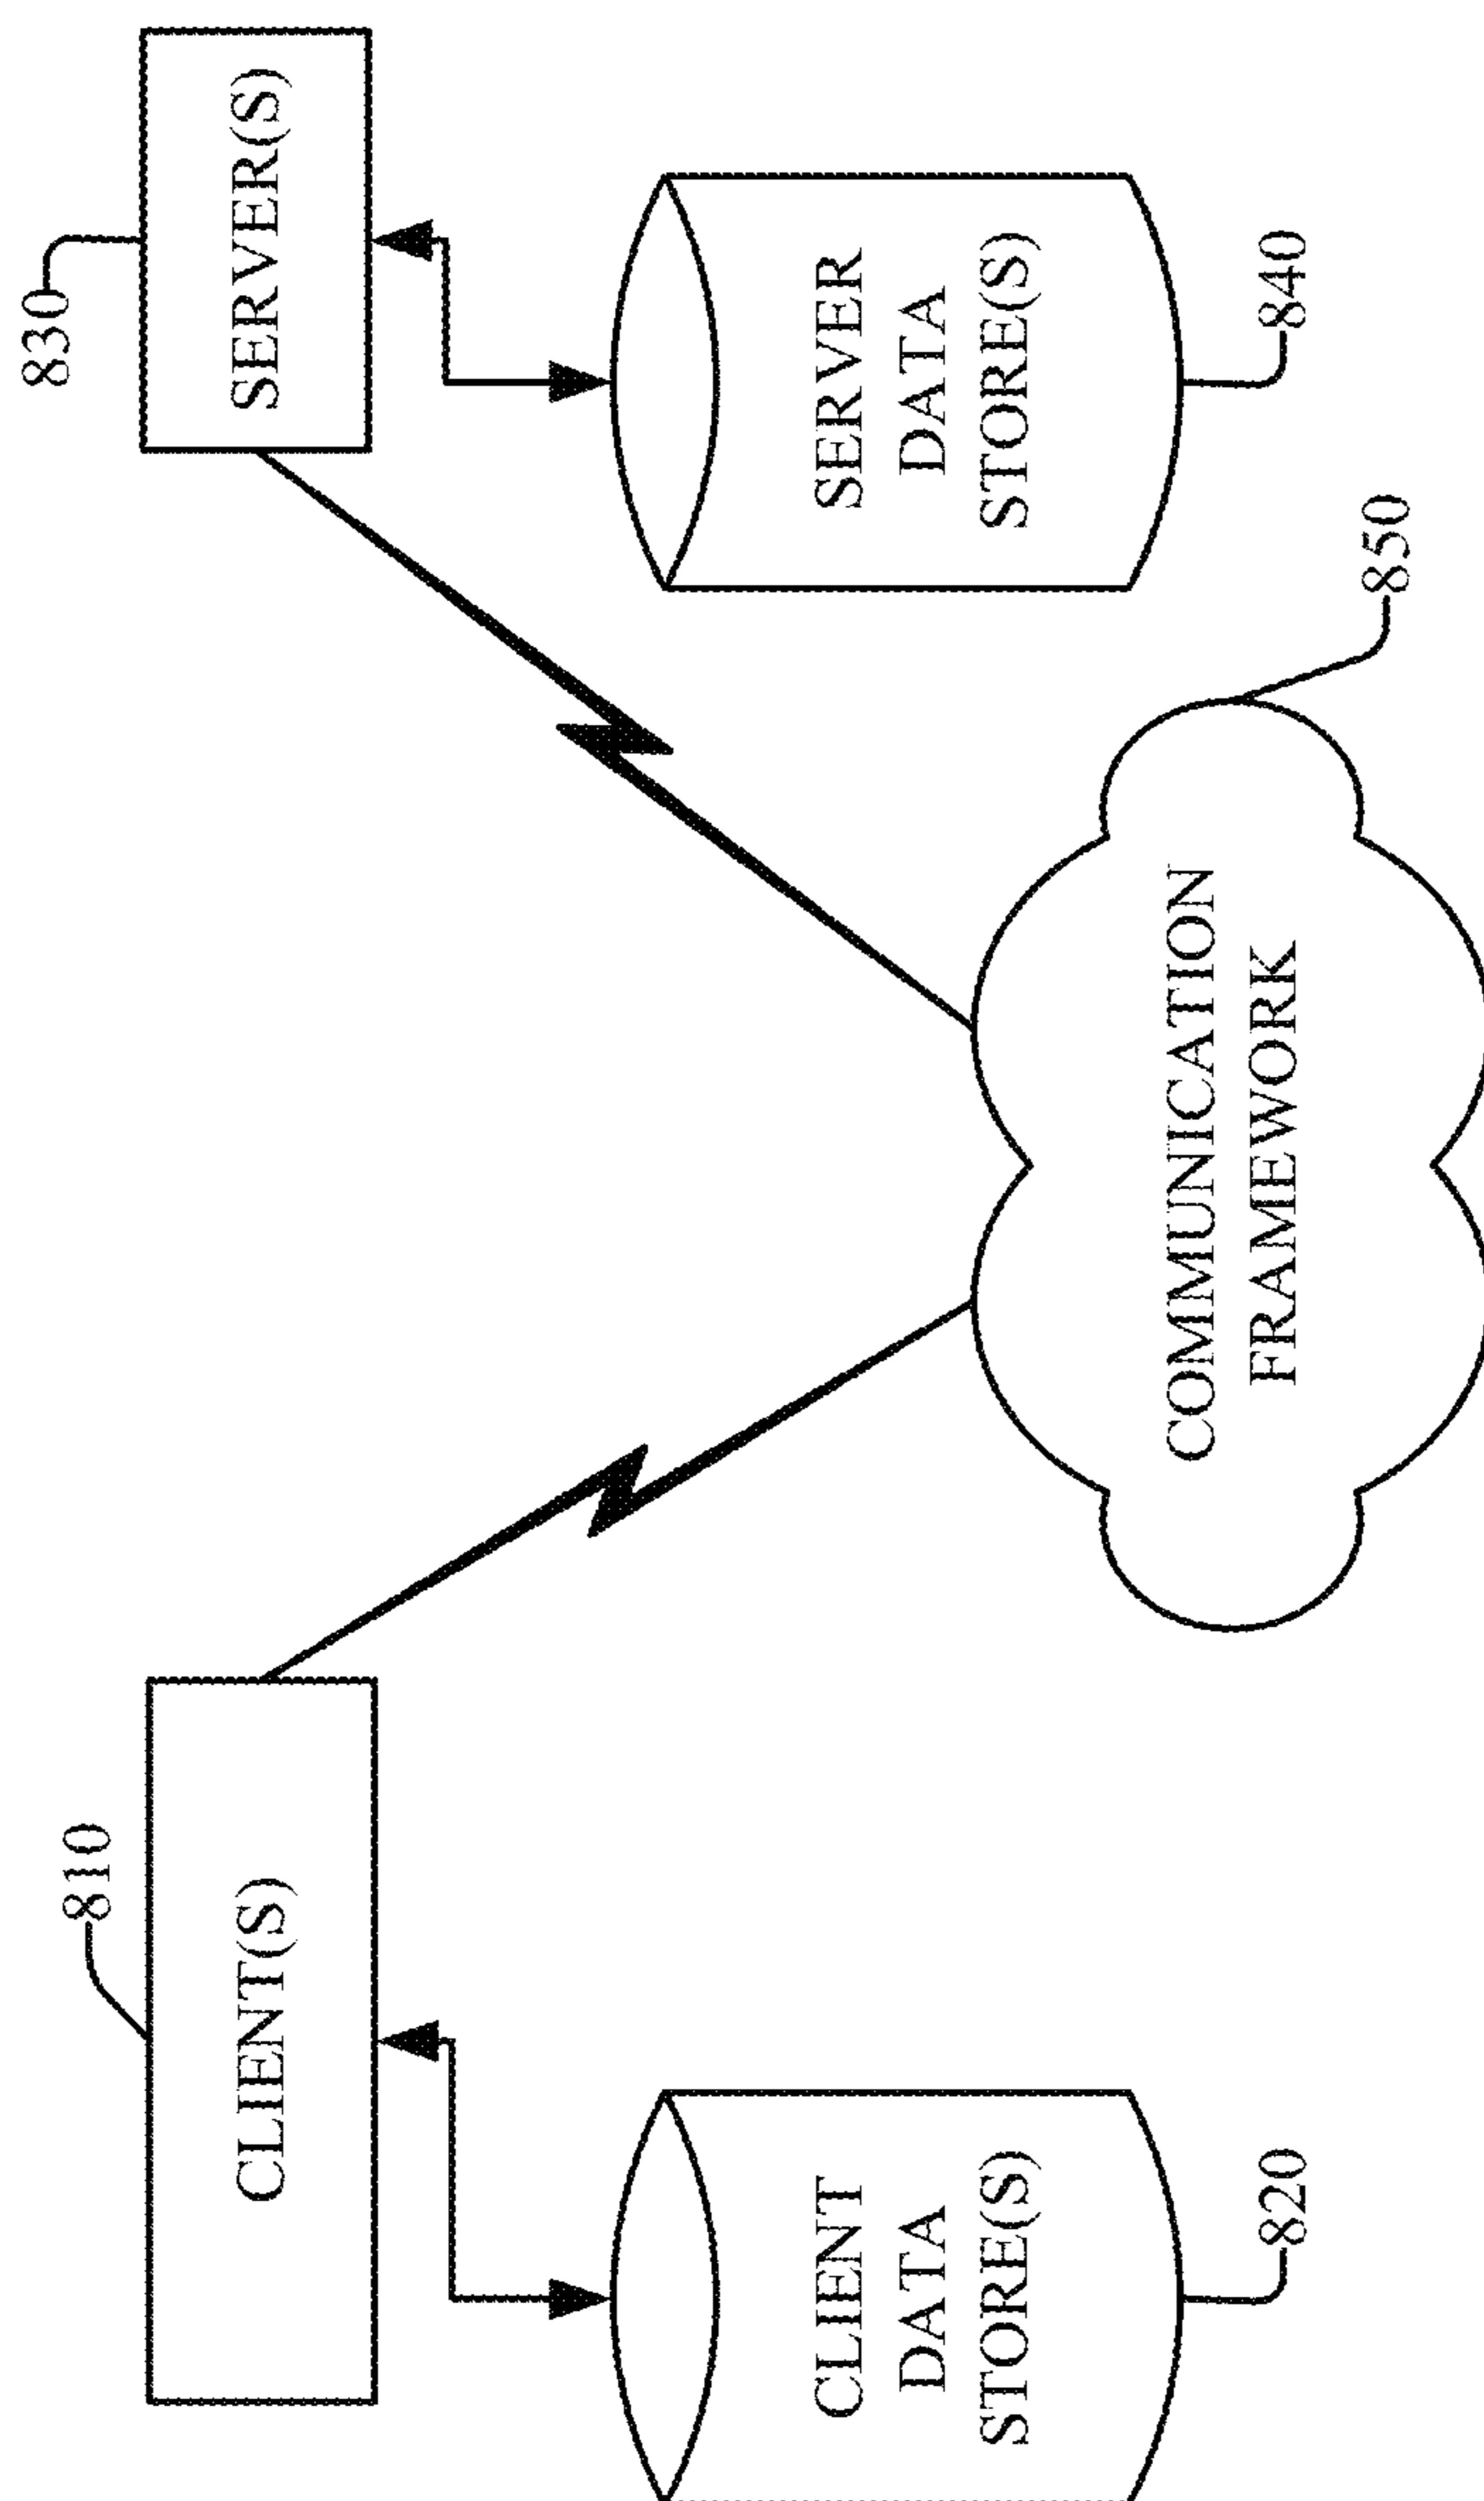 810
CLIENT(S)
830
SERVER(S)
CLIENT
DATA
STORE(S)
820
SERVER
DATA
STORE(S)
840
COMMUNICATION
FRAMEWORK
850